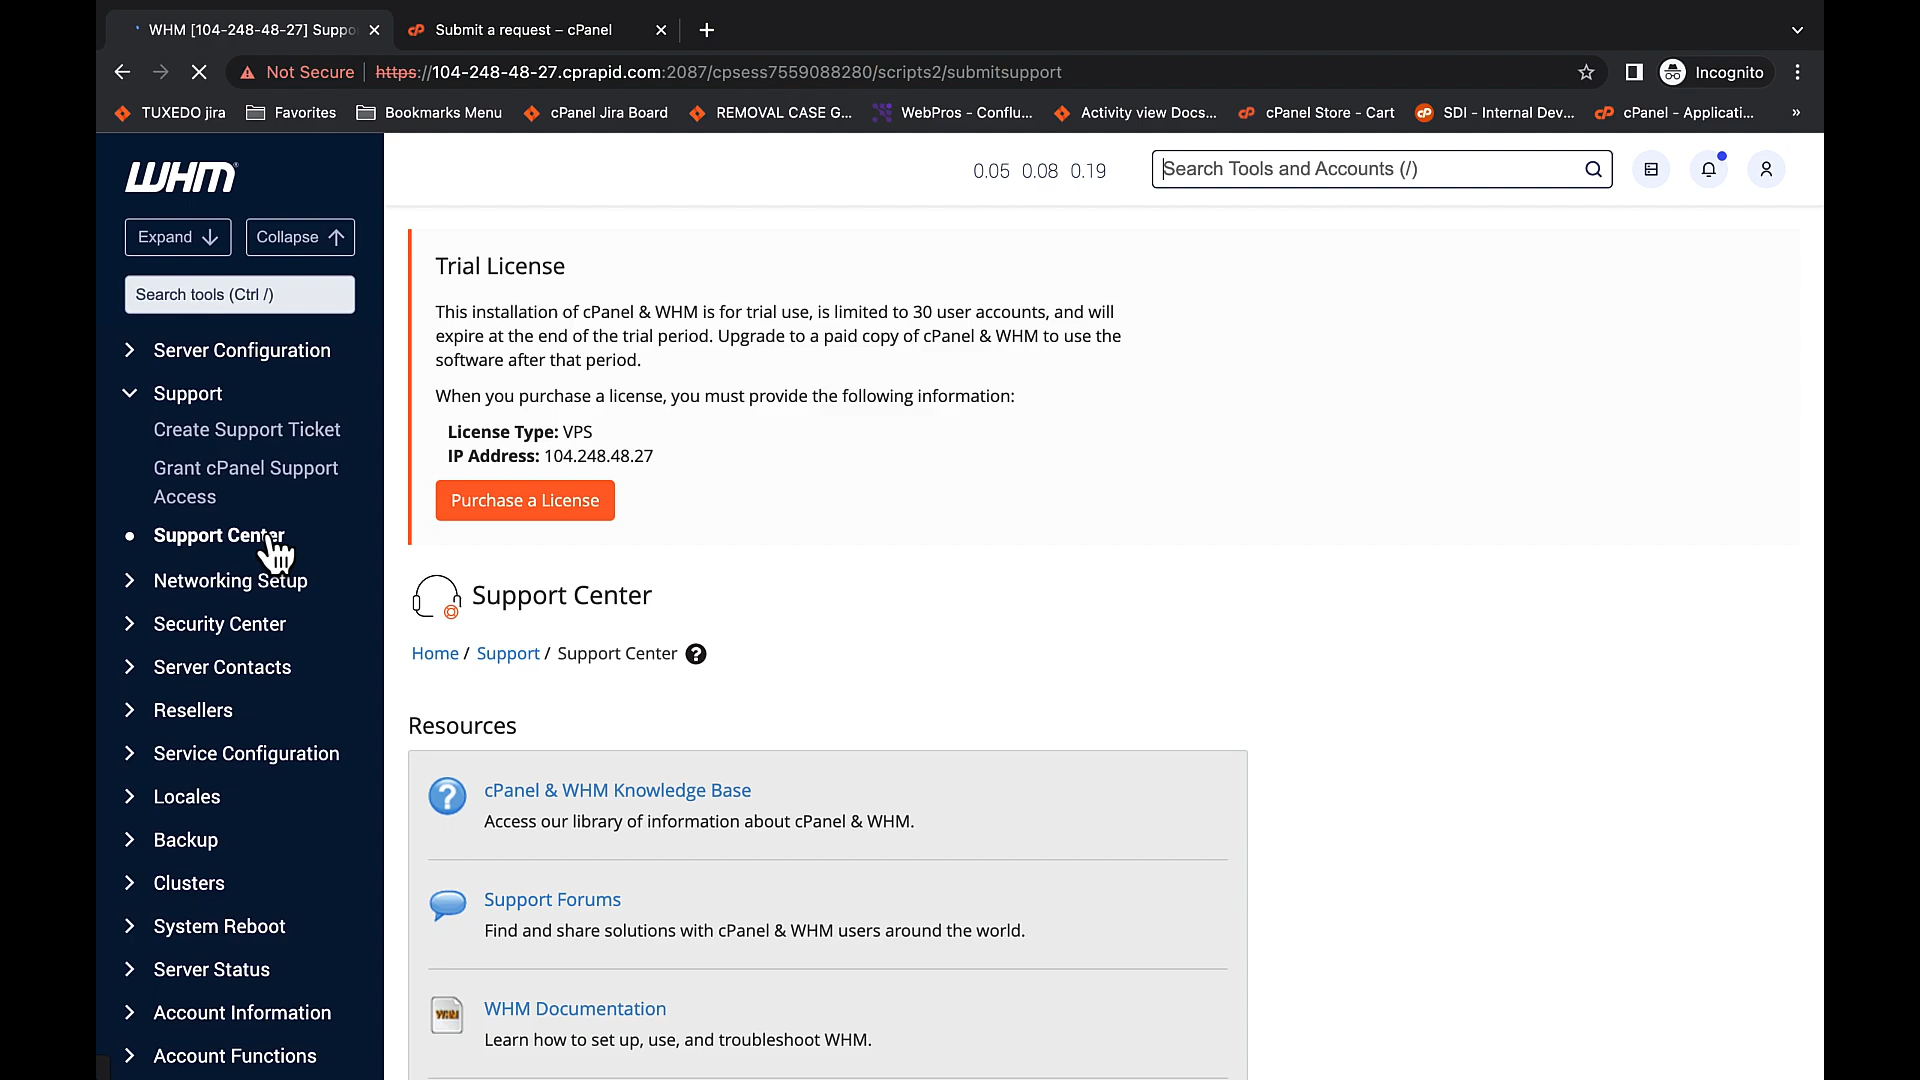 WHM [104-248-48-27] Suppo
Submit a request – cPanel
Not Secure
https://104-248-48-27.cprapid.com:2087/cpsess7559088280/scripts2/submitsupport
Incognito
TUXEDO jira
Favorites
Bookmarks Menu
cPanel Jira Board
REMOVAL CASE G...
WebPros - Conflu...
Activity view Docs...
cPanel Store - Cart
SDI - Internal Dev...
cPanel - Applicati...
»
WHM
0.05 0.08 0.19
Search Tools and Accounts (/)
Expand
Collapse
Search tools (Ctrl /)
Server Configuration
Support
Create Support Ticket
Grant cPanel Support
Access
Support Center
Networking Setup
Security Center
Server Contacts
Resellers
Service Configuration
Locales
Backup
Clusters
System Reboot
Server Status
Account Information
Account Functions
Trial License
This installation of cPanel & WHM is for trial use, is limited to 30 user accounts, and will
expire at the end of the trial period. Upgrade to a paid copy of cPanel & WHM to use the
software after that period.
When you purchase a license, you must provide the following information:
License Type: VPS
IP Address: 104.248.48.27
Purchase a License
Support Center
Home / Support / Support Center ?
Resources
cPanel & WHM Knowledge Base
Access our library of information about cPanel & WHM.
Support Forums
Find and share solutions with cPanel & WHM users around the world.
WHM
WHM Documentation
Learn how to set up, use, and troubleshoot WHM.